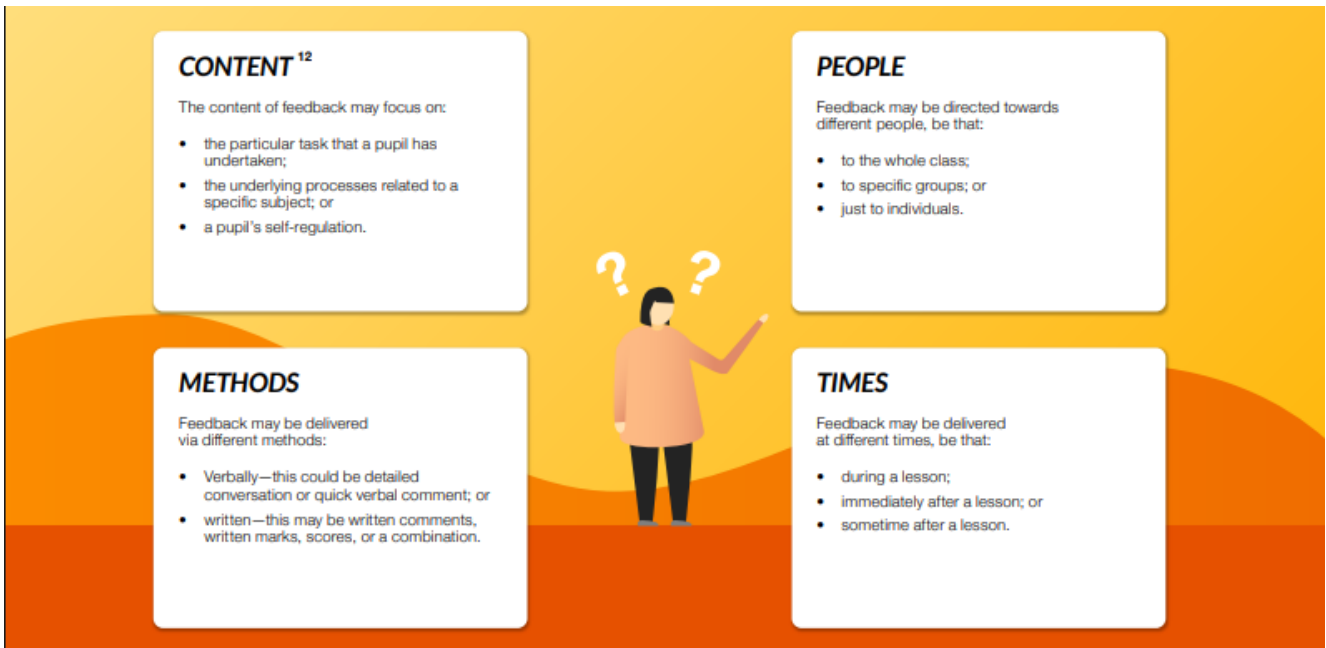 CONTENT 12
The content of feedback may focus on:
• the particular task that a pupil has
undertaken;
• the underlying processes related to a
specific subject; or
• a pupil's self-regulation.
PEOPLE
Feedback may be directed towards
different people, be that:
• to the whole class;
• to specific groups; or
• just to individuals.
? ?
METHODS
Feedback may be delivered
via different methods:
• Verbally—this could be detailed
conversation or quick verbal comment; or
• written—this may be written comments,
written marks, scores, or a combination.
TIMES
Feedback may be delivered
at different times, be that:
• during a lesson;
• immediately after a lesson; or
• sometime after a lesson.